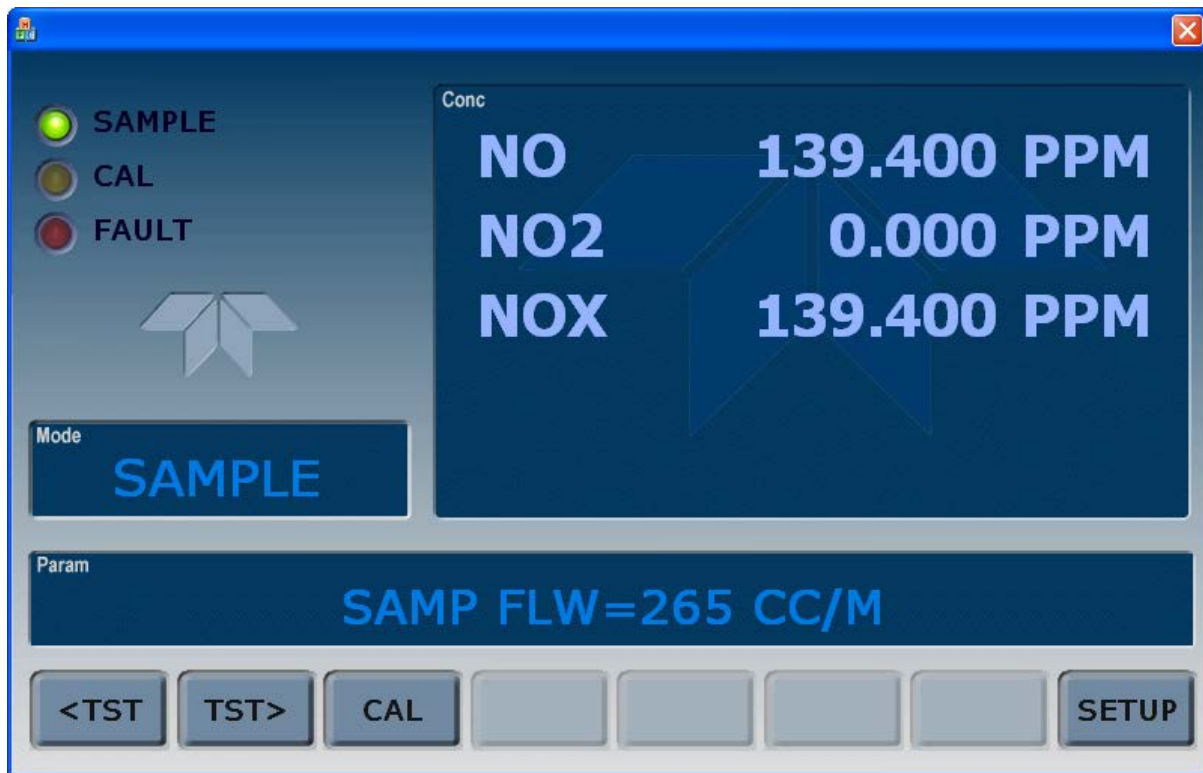 SAMPLE
CAL
FAULT
Conc
NO 139.400 PPM
NO2 0.000 PPM
NOX 139.400 PPM
Mode
SAMPLE
Param
SAMP FLW=265 CC/M
<TST TST> CAL SETUP